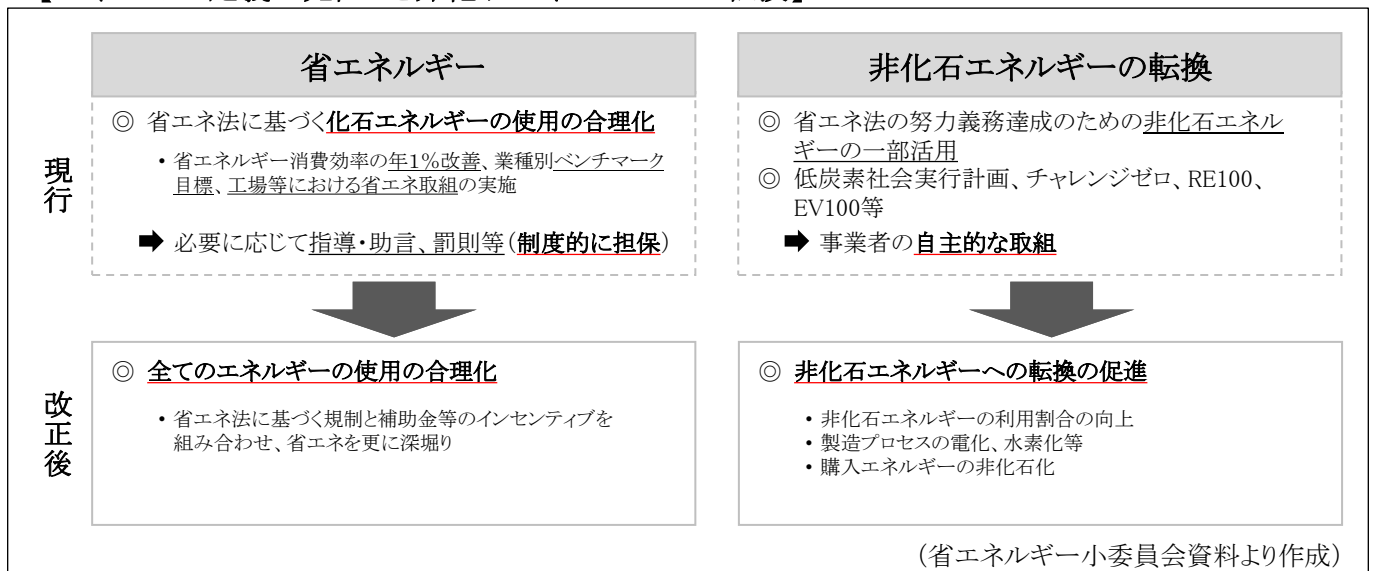 省エネルギー
非化石エネルギーの転換
現行
◎ 省エネ法に基づく化石エネルギーの使用の合理化
・省エネルギー消費効率の年1%改善、業種別ベンチマーク
目標、工場等における省エネ取組の実施
➡ 必要に応じて指導・助言、罰則等(制度的に担保)
◎ 省エネ法の努力義務達成のための非化石エネル
ギーの一部活用
◎ 低炭素社会実行計画、チャレンジゼロ、RE100、
EV100等
➡ 事業者の自主的な取組
改正後
◎ 全てのエネルギーの使用の合理化
・省エネ法に基づく規制と補助金等のインセンティブを
組み合わせ、省エネを更に深堀り
◎ 非化石エネルギーへの転換の促進
・非化石エネルギーの利用割合の向上
・製造プロセスの電化、水素化等
・購入エネルギーの非化石化
(省エネルギー小委員会資料より作成)